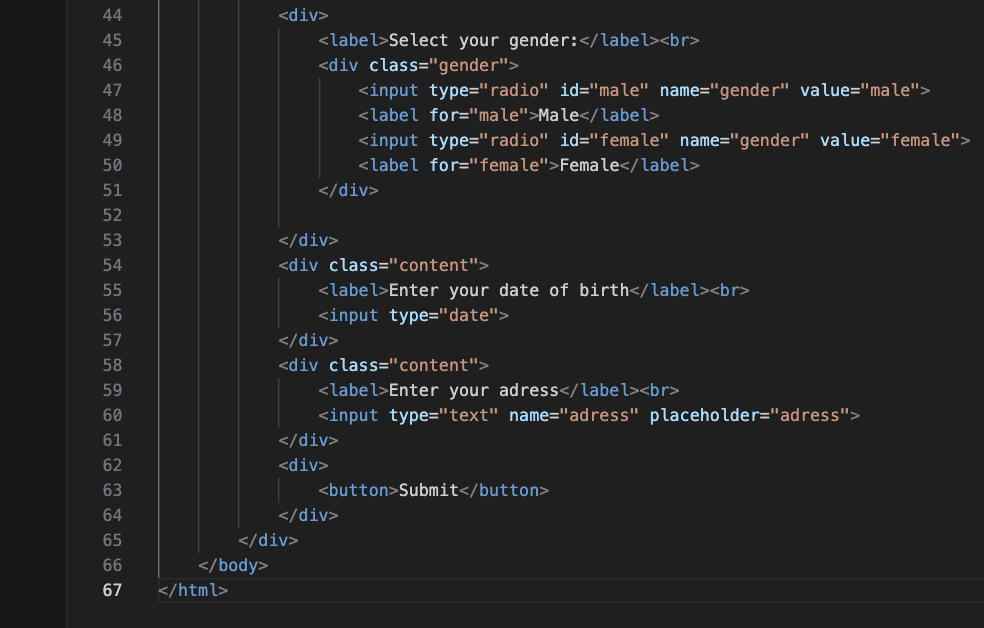 44 <div>
45 <label>Select your gender:</label><br>
46 <div class="gender">
47 <input type="radio" id="male" name="gender" value="male">
48 <label for="male">Male</label>
49 <input type="radio" id="female" name="gender" value="female">
50 <label for="female">Female</label>
51 </div>
52
53 </div>
54 <div class="content">
55 <label>Enter your date of birth</label><br>
56 <input type="date">
57 </div>
58 <div class="content">
59 <label>Enter your adress</label><br>
60 <input type="text" name="adress" placeholder="adress">
61 </div>
62 <div>
63 <button>Submit</button>
64 </div>
65 </div>
66 </body>
67 </html>